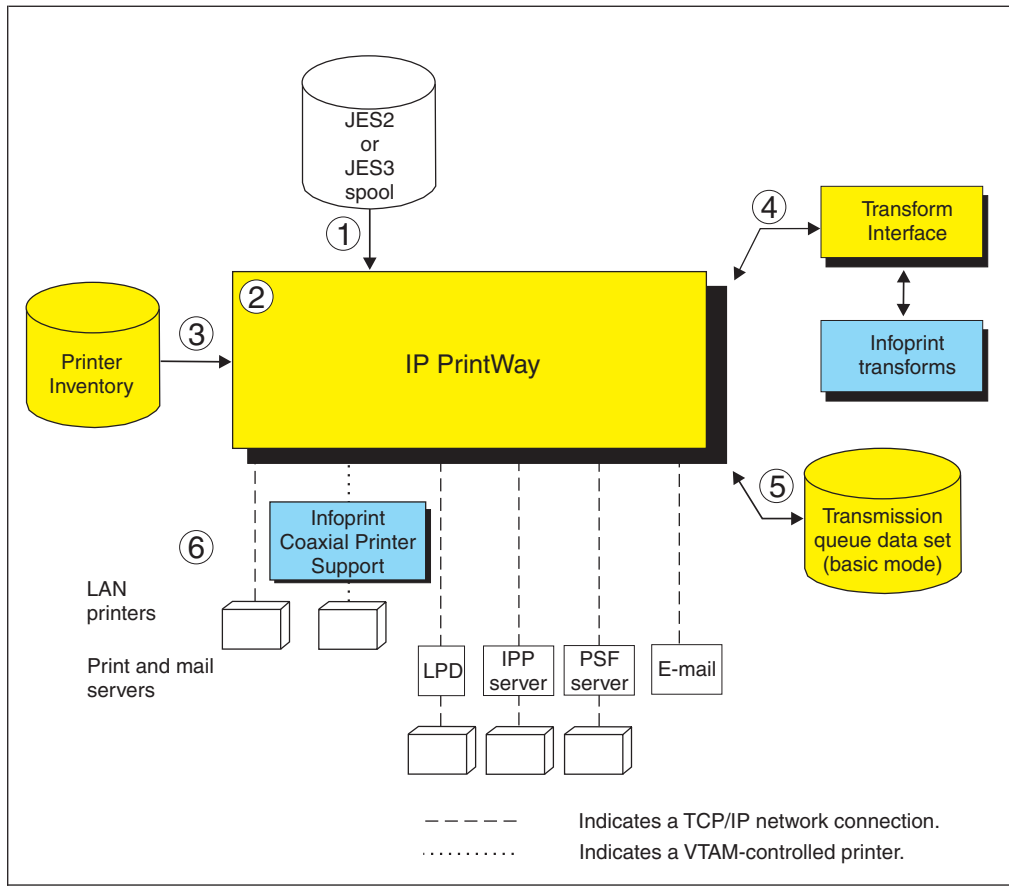 JES2
or
JES3
spool
①
④
Transform
Interface
②
③
Printer
Inventory
IP PrintWay
Infoprint
transforms
⑤
Transmission
queue data set
(basic mode)
⑥
Infoprint
Coaxial Printer
Support
LAN
printers
Print and mail
servers
LPD
IPP
server
PSF
server
E-mail
Indicates a TCP/IP network connection.
Indicates a VTAM-controlled printer.